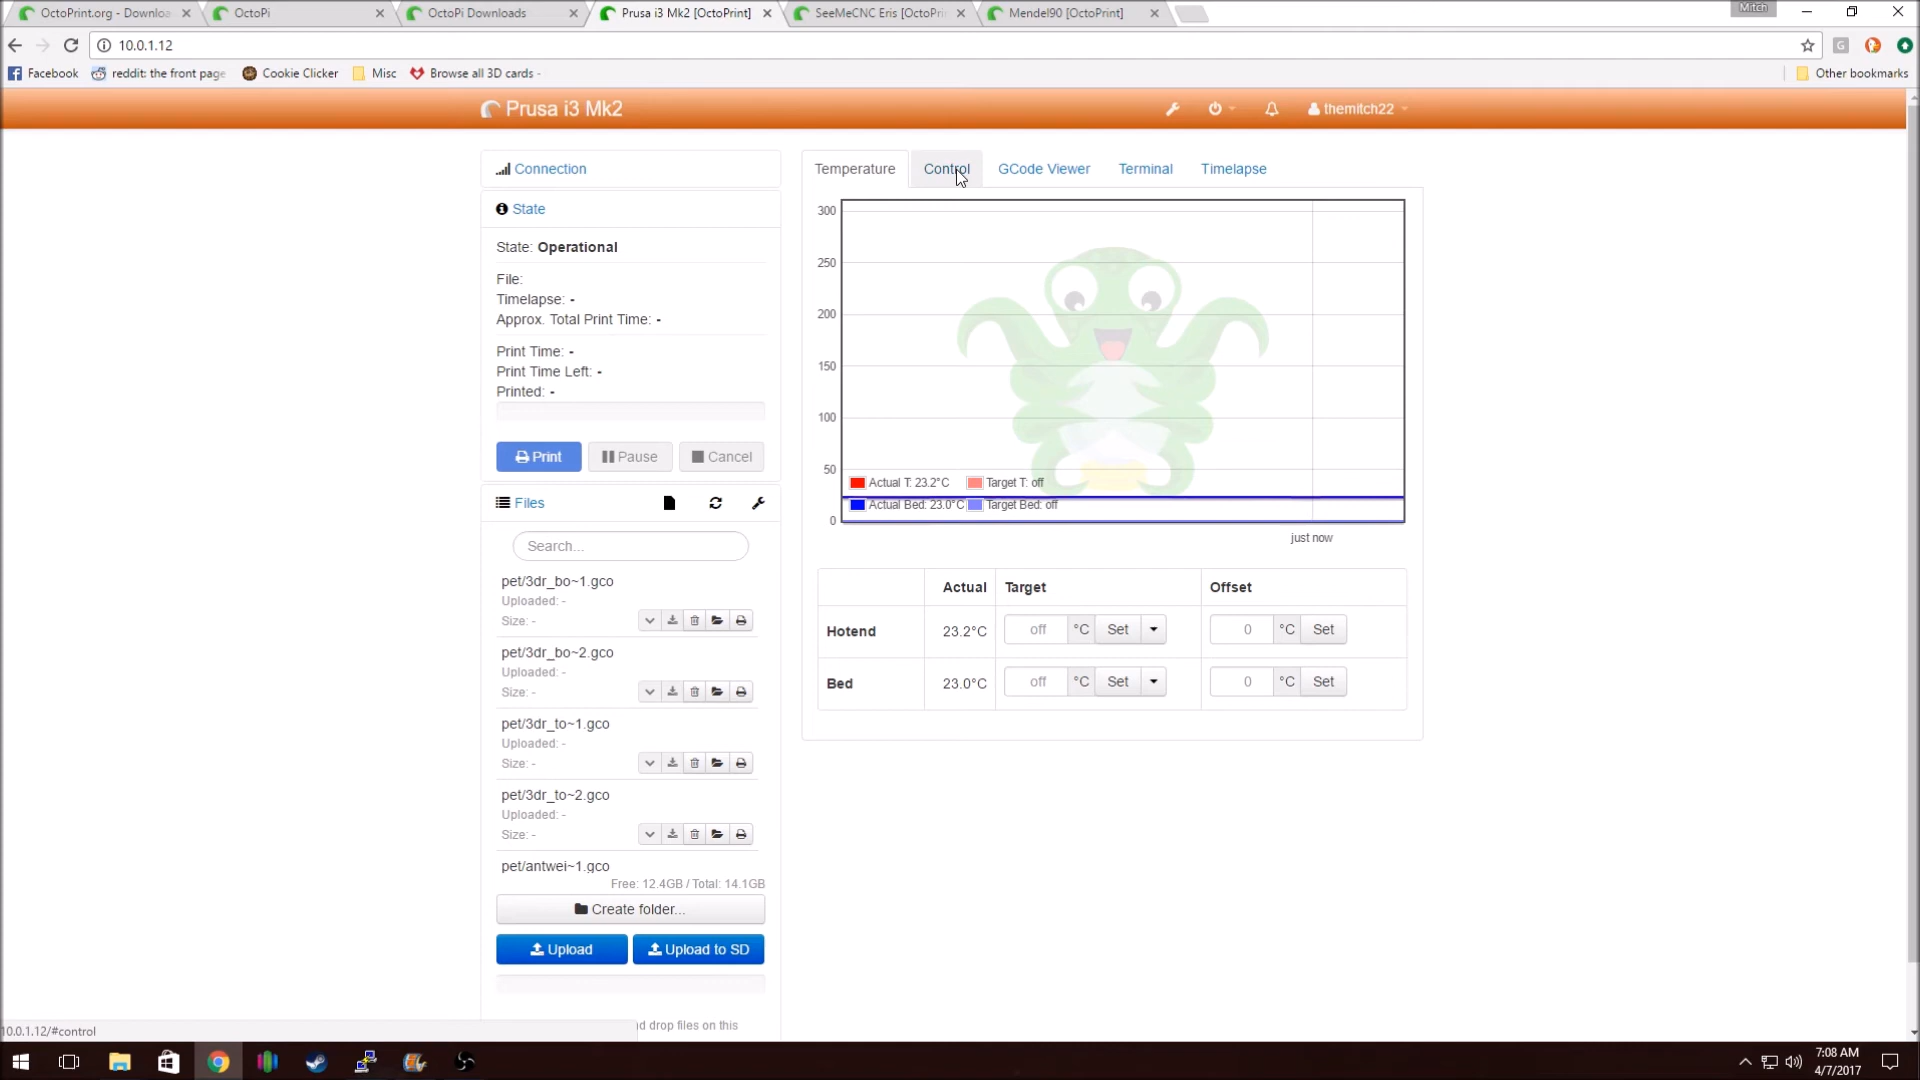 OctoPrint.org - Downloa
OctoPi
OctoPi Downloads
Prusa i3 Mk2 [OctoPrint]
SeeMeCNC Eris [OctoPri
Mendel90 [OctoPrint]
Mitch
10.0.1.12
Facebook
reddit: the front page
Cookie Clicker
Misc
Browse all 3D cards -
Other bookmarks
Prusa i3 Mk2
themitch22
Connection
State
State: Operational
File:
Timelapse: -
Approx. Total Print Time: -
Print Time: -
Print Time Left: -
Printed: -
Print
Pause
Cancel
Files
Search...
pet/3dr_bo~1.gco
Uploaded: -
Size: -
pet/3dr_bo~2.gco
Uploaded: -
Size: -
pet/3dr_to~1.gco
Uploaded: -
Size: -
pet/3dr_to~2.gco
Uploaded: -
Size: -
pet/antwei~1.gco
Free: 12.4GB / Total: 14.1GB
Create folder...
Upload
Upload to SD
d drop files on this
Temperature
Control
GCode Viewer
Terminal
Timelapse
300
250
200
150
100
50
0
Actual T: 23.2°C
Target T: off
Actual Bed: 23.0°C
Target Bed: off
just now
Actual
Target
Offset
Hotend
23.2°C
off
°C
Set
0
°C
Set
Bed
23.0°C
off
°C
Set
0
°C
Set
10.0.1.12/#control
7:08 AM
4/7/2017